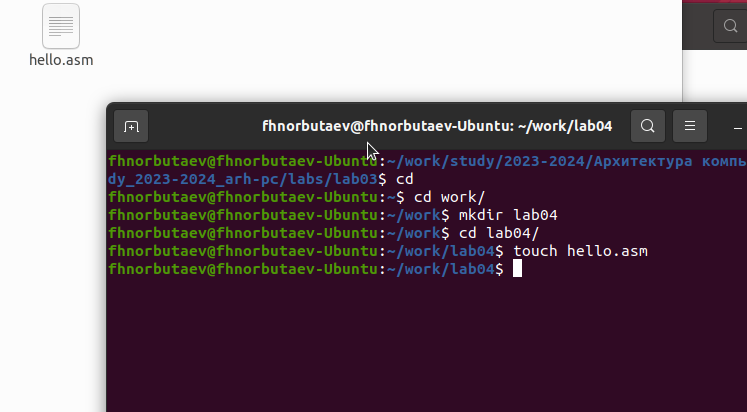 hello.asm
fhnorbutaev@fhnorbutaev-Ubuntu: ~/work/lab04
fhnorbutaev@fhnorbutaev-Ubuntu:~/work/study/2023-2024/Архитектура компь
dy_2023-2024_arh-pc/labs/lab03$ cd
fhnorbutaev@fhnorbutaev-Ubuntu:~$ cd work/
fhnorbutaev@fhnorbutaev-Ubuntu:~/work$ mkdir lab04
fhnorbutaev@fhnorbutaev-Ubuntu:~/work$ cd lab04/
fhnorbutaev@fhnorbutaev-Ubuntu:~/work/lab04$ touch hello.asm
fhnorbutaev@fhnorbutaev-Ubuntu:~/work/lab04$